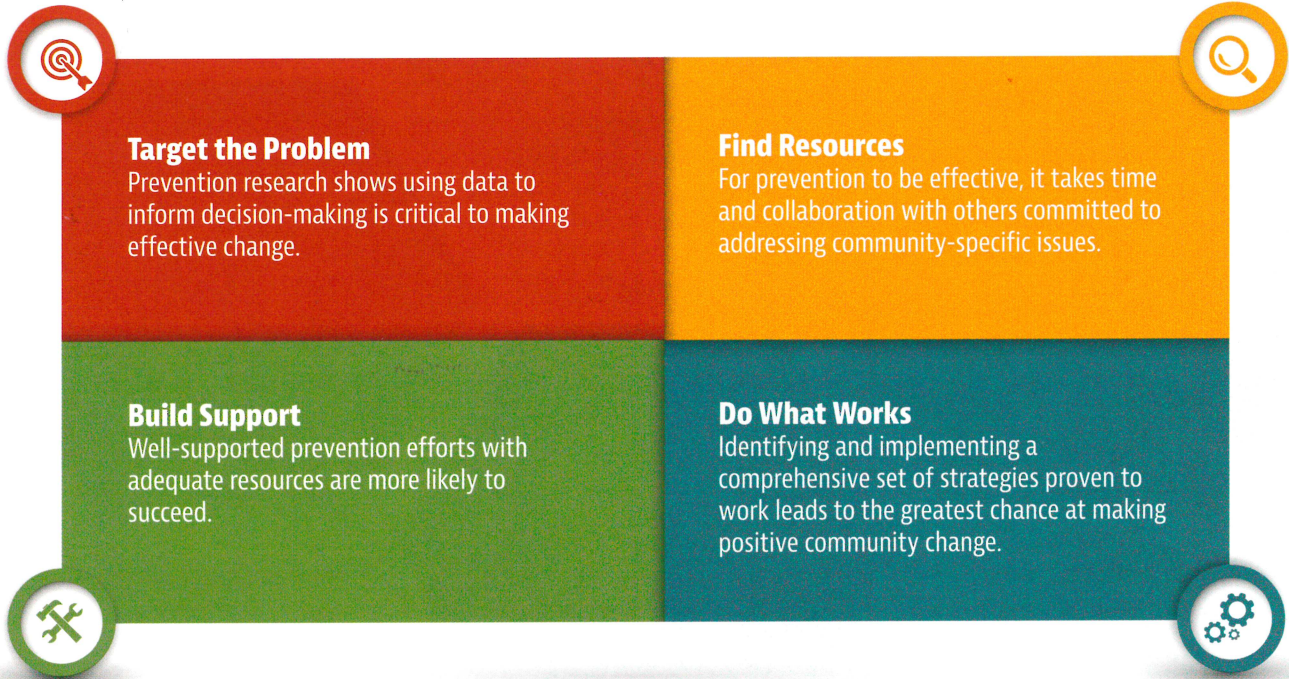 Target the Problem
Prevention research shows using data to
inform decision-making is critical to making
effective change.
Find Resources
For prevention to be effective, it takes time
and collaboration with others committed to
addressing community-specific issues.
Build Support
Well-supported prevention efforts with
adequate resources are more likely to
succeed.
Do What Works
Identifying and implementing a
comprehensive set of strategies proven to
work leads to the greatest chance at making
positive community change.